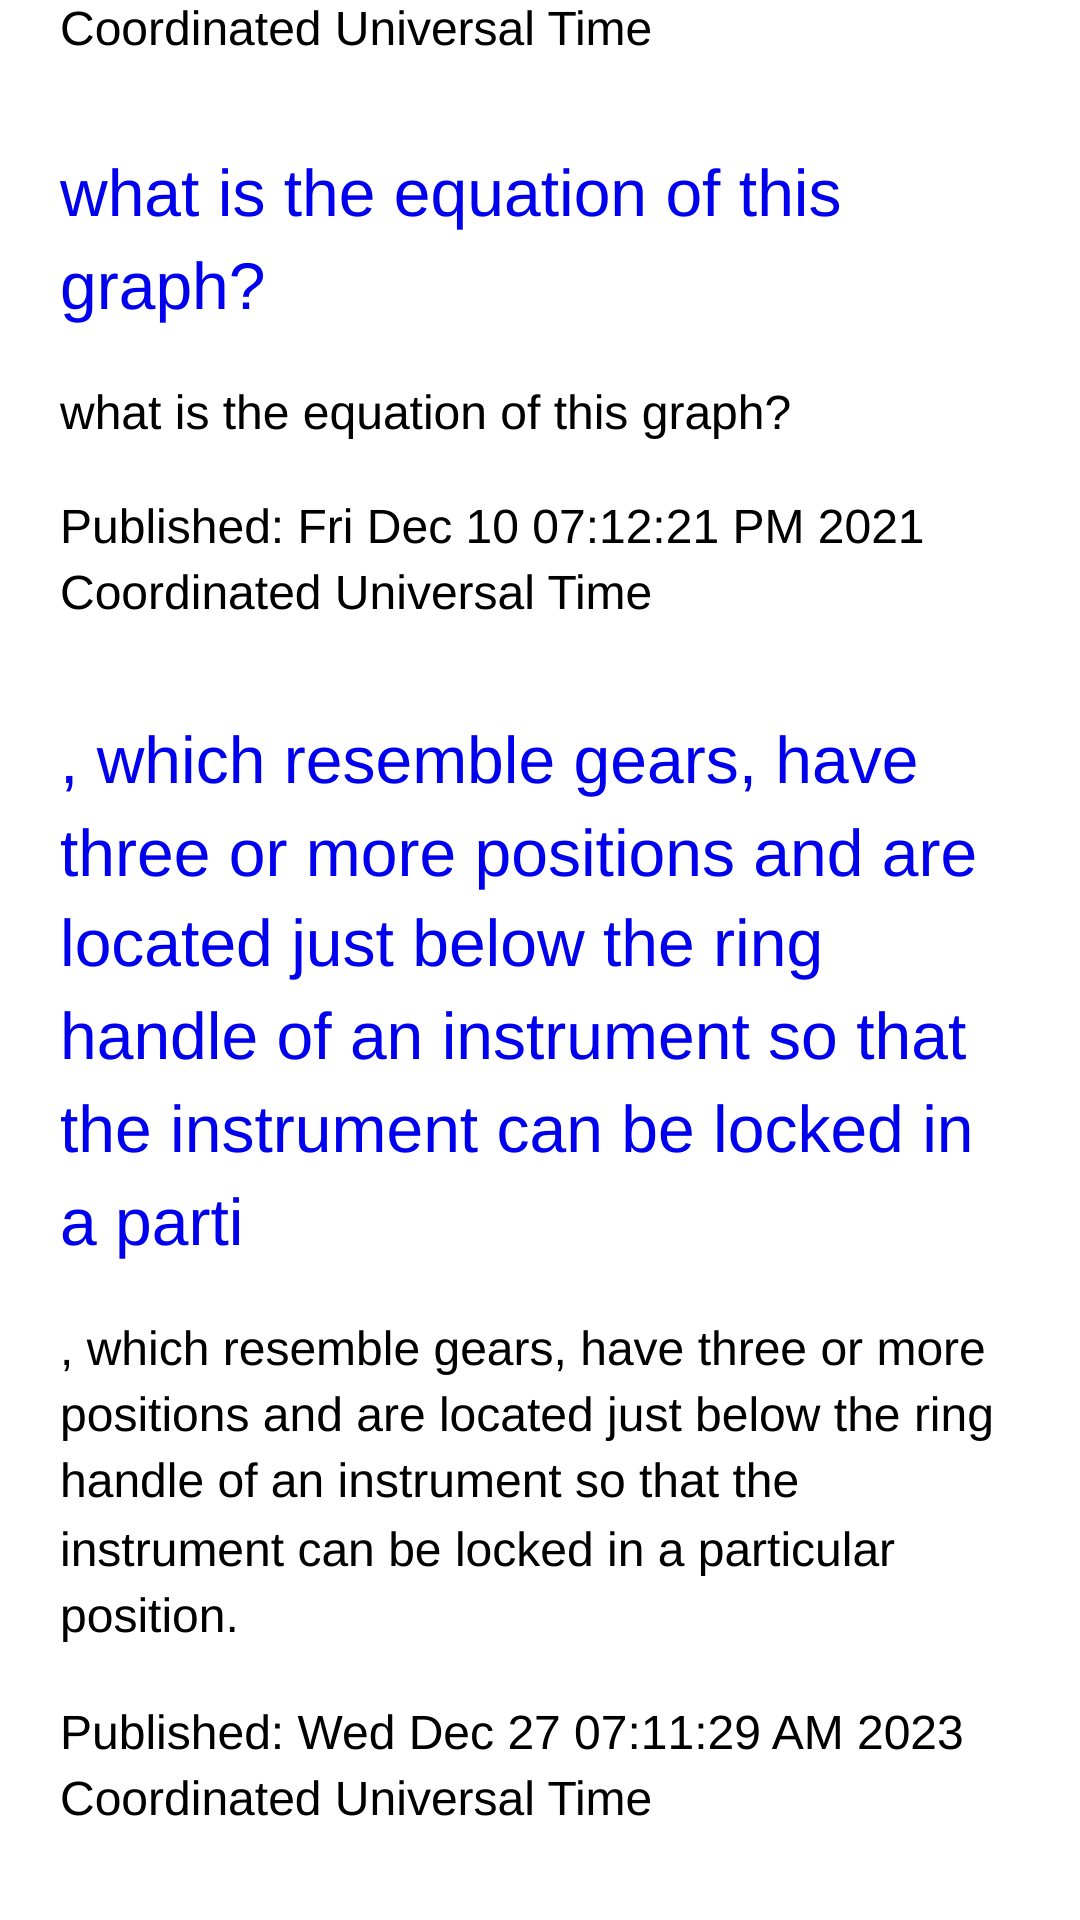 Coordinated Universal Time
what is the equation of this
graph?
what is the equation of this graph?
Published: Fri Dec 10 07:12:21 PM 2021
Coordinated Universal Time
, which resemble gears, have
three or more positions and are
located just below the ring
handle of an instrument so that
the instrument can be locked in
a parti
, which resemble gears, have three or more
positions and are located just below the ring
handle of an instrument so that the
instrument can be locked in a particular
position.
Published: Wed Dec 27 07:11:29 AM 2023
Coordinated Universal Time